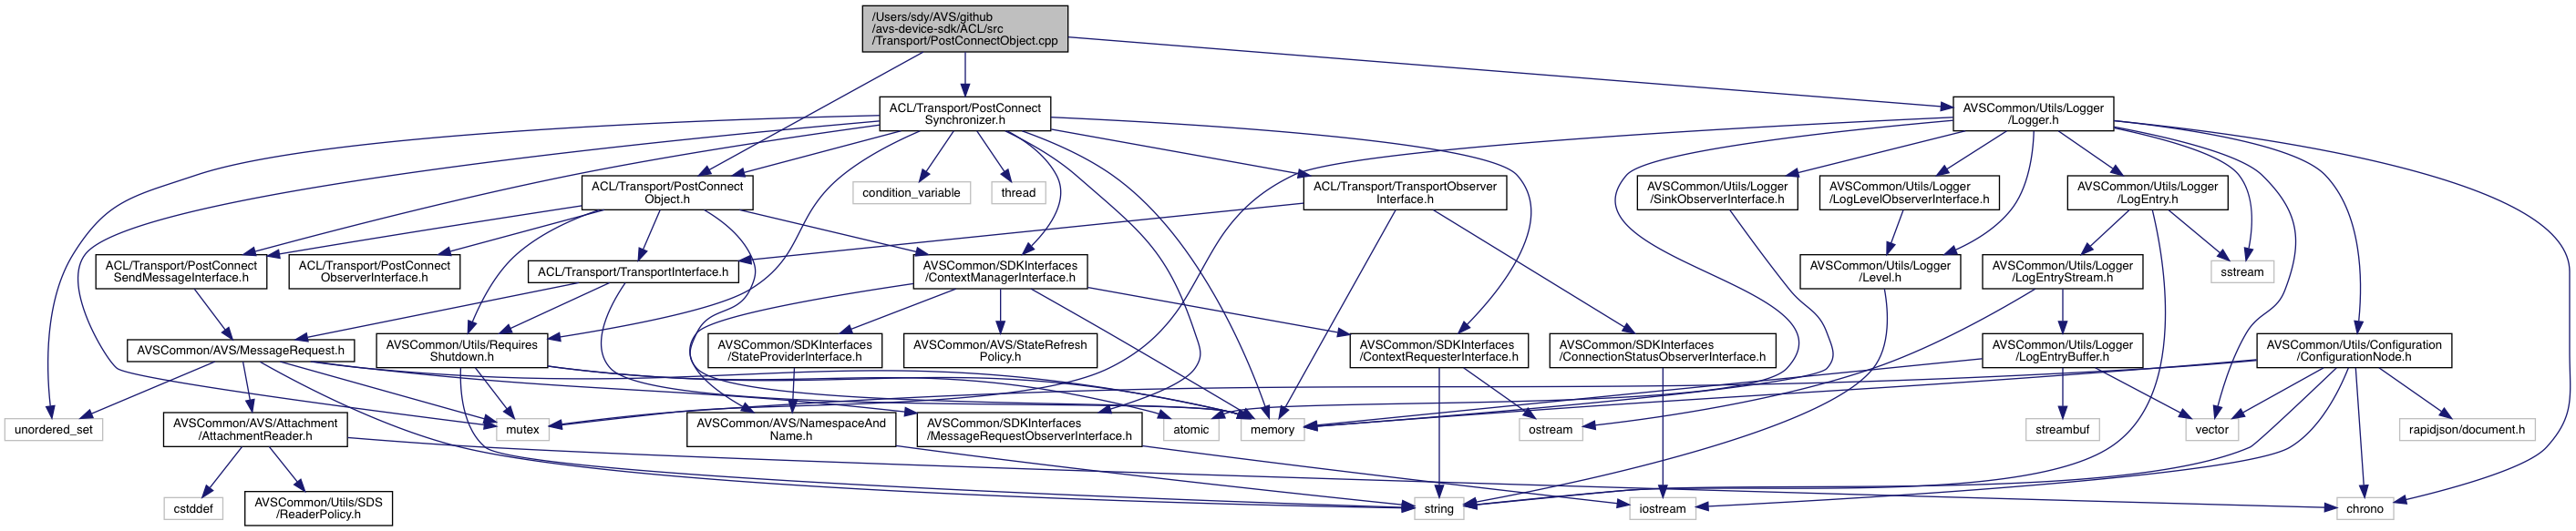 /Users/sdy/AVS/github
/avs-device-sdk/ACL/src
/Transport/PostConnectObject.cpp
ACL/Transport/PostConnect
Synchronizer.h
AVSCommon/Utils/Logger
/Logger.h
ACL/Transport/PostConnect
Object.h
condition_variable
thread
ACL/Transport/TransportObserver
Interface.h
AVSCommon/Utils/Logger
/SinkObserverInterface.h
AVSCommon/Utils/Logger
/LogLevelObserverInterface.h
AVSCommon/Utils/Logger
/LogEntry.h
ACL/Transport/PostConnect
SendMessageInterface.h
ACL/Transport/PostConnect
ObserverInterface.h
ACL/Transport/TransportInterface.h
AVSCommon/SDKInterfaces
/ContextManagerInterface.h
AVSCommon/Utils/Logger
/Level.h
AVSCommon/Utils/Logger
/LogEntryStream.h
sstream
AVSCommon/AVS/MessageRequest.h
AVSCommon/Utils/Requires
Shutdown.h
AVSCommon/SDKInterfaces
/StateProviderInterface.h
AVSCommon/AVS/StateRefresh
Policy.h
AVSCommon/SDKInterfaces
/ContextRequesterInterface.h
AVSCommon/SDKInterfaces
/ConnectionStatusObserverInterface.h
AVSCommon/Utils/Logger
/LogEntryBuffer.h
AVSCommon/Utils/Configuration
/ConfigurationNode.h
unordered_set
AVSCommon/AVS/Attachment
/AttachmentReader.h
mutex
AVSCommon/AVS/NamespaceAnd
Name.h
AVSCommon/SDKInterfaces
/MessageRequestObserverInterface.h
atomic
memory
ostream
streambuf
vector
rapidjson/document.h
cstddef
AVSCommon/Utils/SDS
/ReaderPolicy.h
string
iostream
chrono